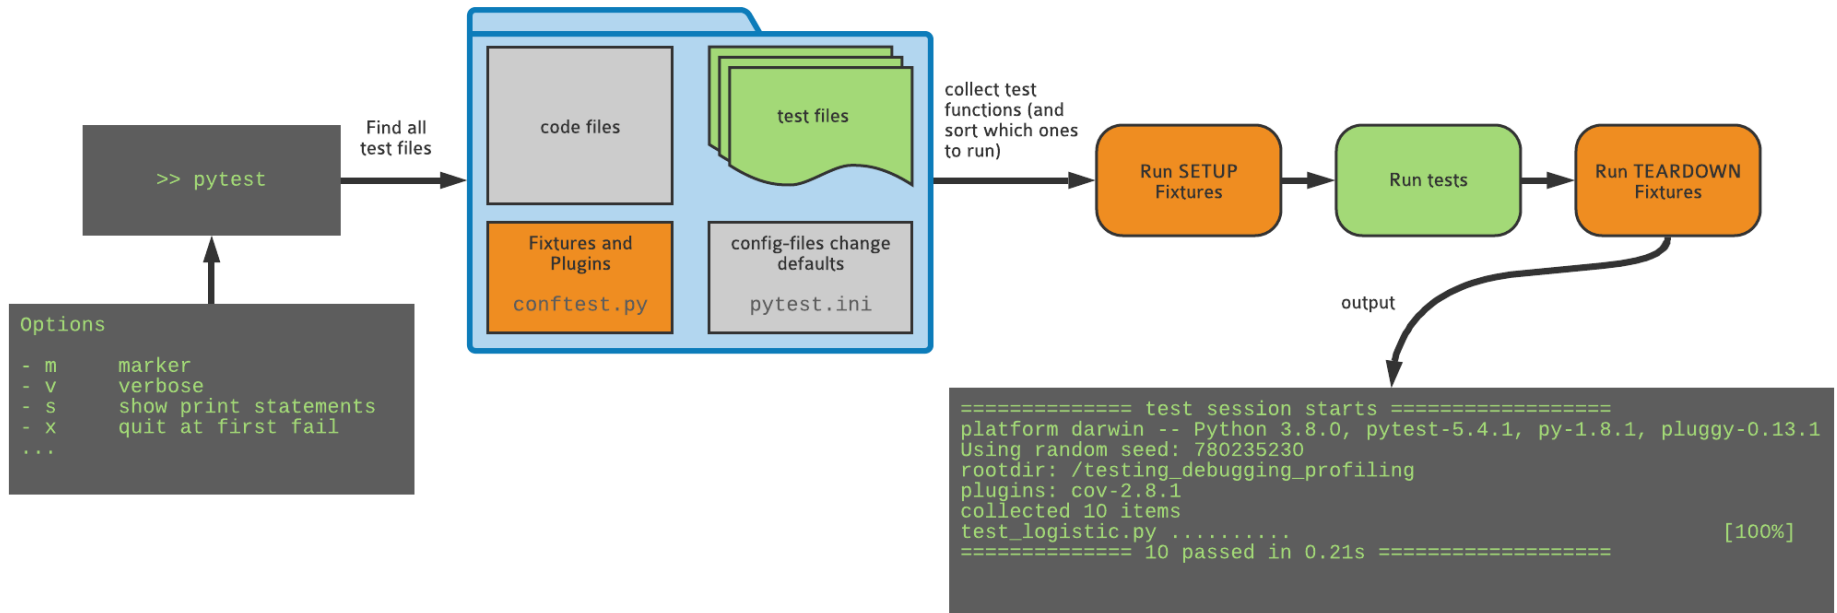 >> pytest
Options
- m     marker
- v     verbose
- s     show print statements
- x     quit at first fail
...
Find all
test files
code files
test files
Fixtures and
Plugins
conftest.py
config-files change
defaults
pytest.ini
collect test
functions (and
sort which ones
to run)
Run SETUP
Fixtures
Run tests
Run TEARDOWN
Fixtures
output
============== test session starts ==================
platform darwin -- Python 3.8.0, pytest-5.4.1, py-1.8.1, pluggy-0.13.1
Using random seed: 780235230
rootdir: /testing_debugging_profiling
plugins: cov-2.8.1
collected 10 items
test_logistic.py .......... [100%]
============== 10 passed in 0.21s ===================